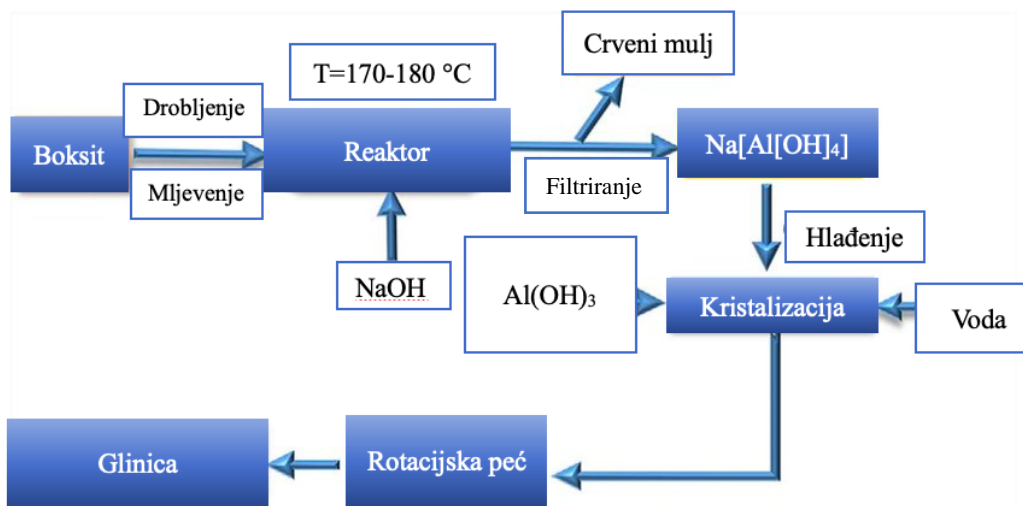 Crveni mulj
T=170-180 °C
Drobljenje
Boksit
Reaktor
Na[Al[OH]₄]
Mljevenje
Filtriranje
NaOH
Hlađenje
Al(OH)₃
Kristalizacija
Voda
Glinica
Rotacijska peć